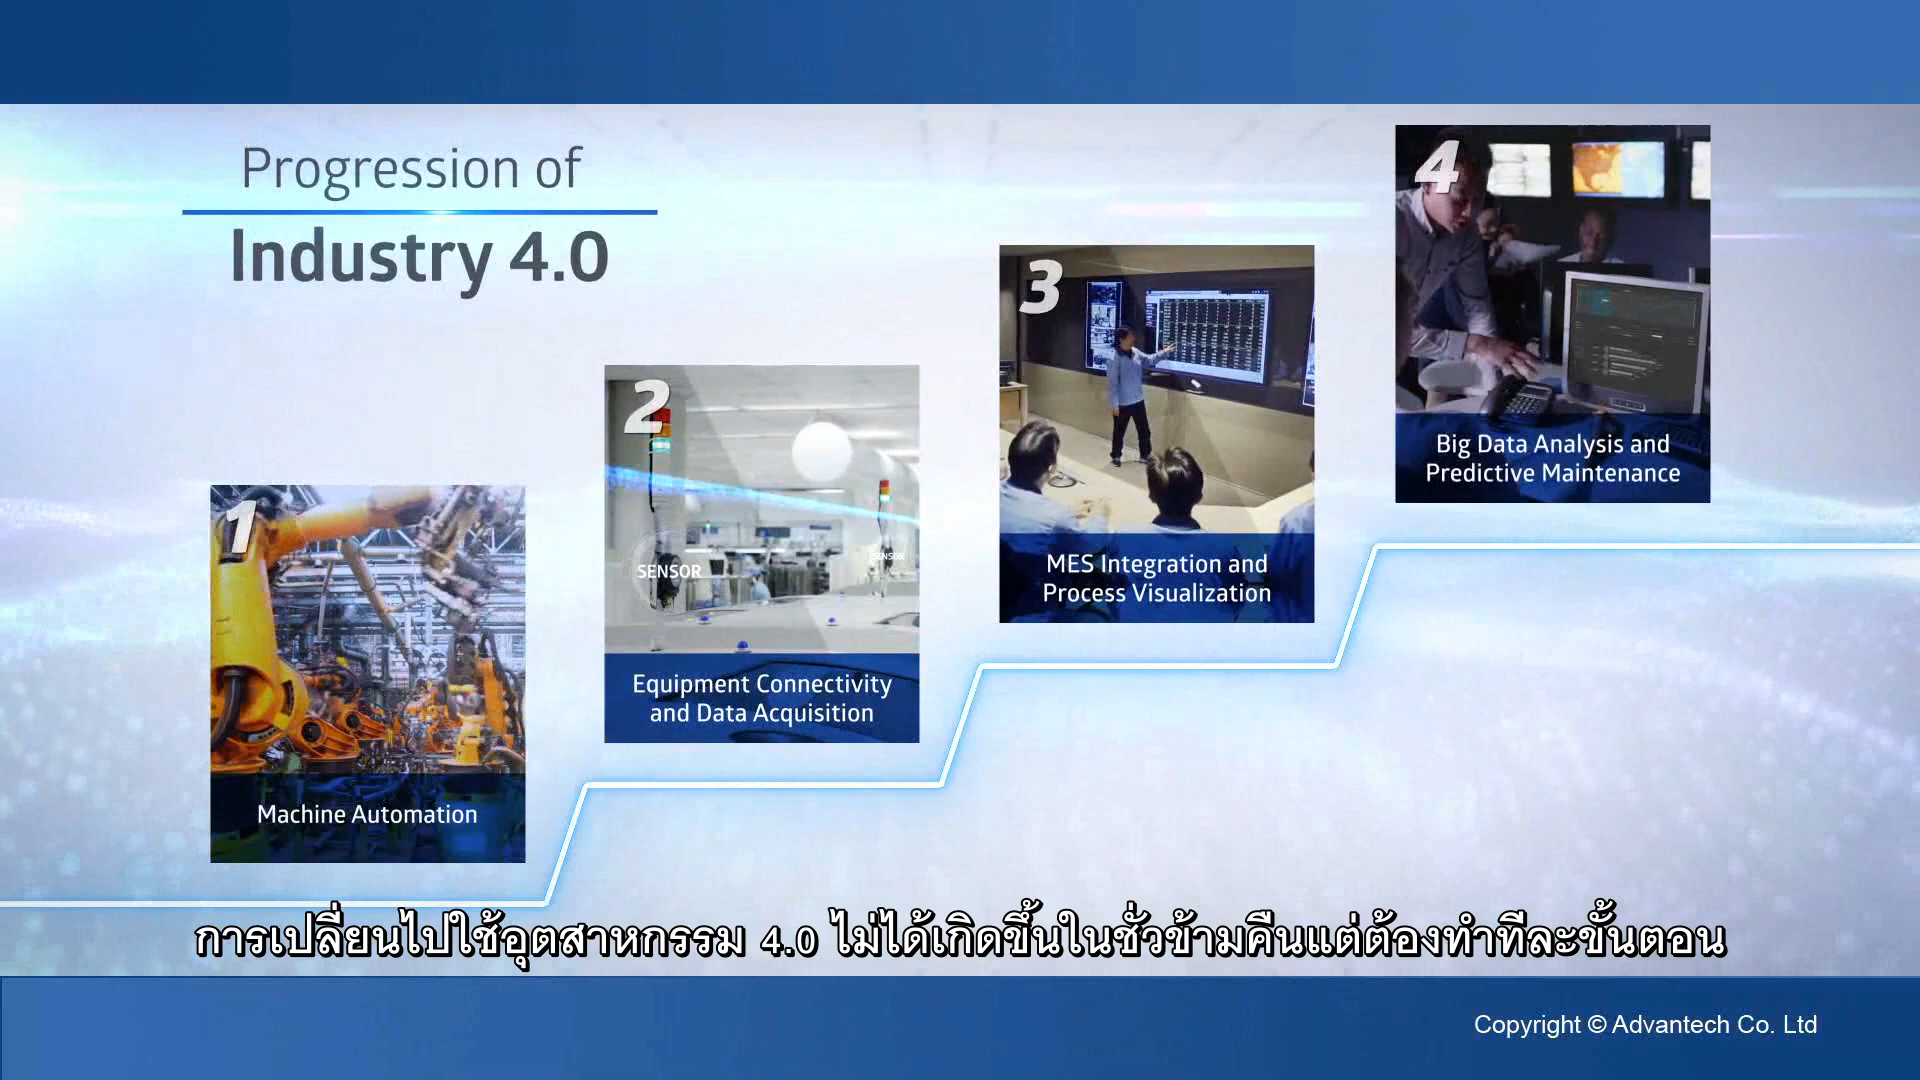 Progression of
Industry 4.0
1
Machine Automation
2
SENSOR
SENSOR
Equipment Connectivity
and Data Acquisition
3
MES Integration and
Process Visualization
4
Big Data Analysis and
Predictive Maintenance
การเปลี่ยนไปใช้อุตสาหกรรม 4.0 ไม่ได้เกิดขึ้นในชั่วข้ามคืนแต่ต้องทำทีละขั้นตอน
Copyright © Advantech Co. Ltd